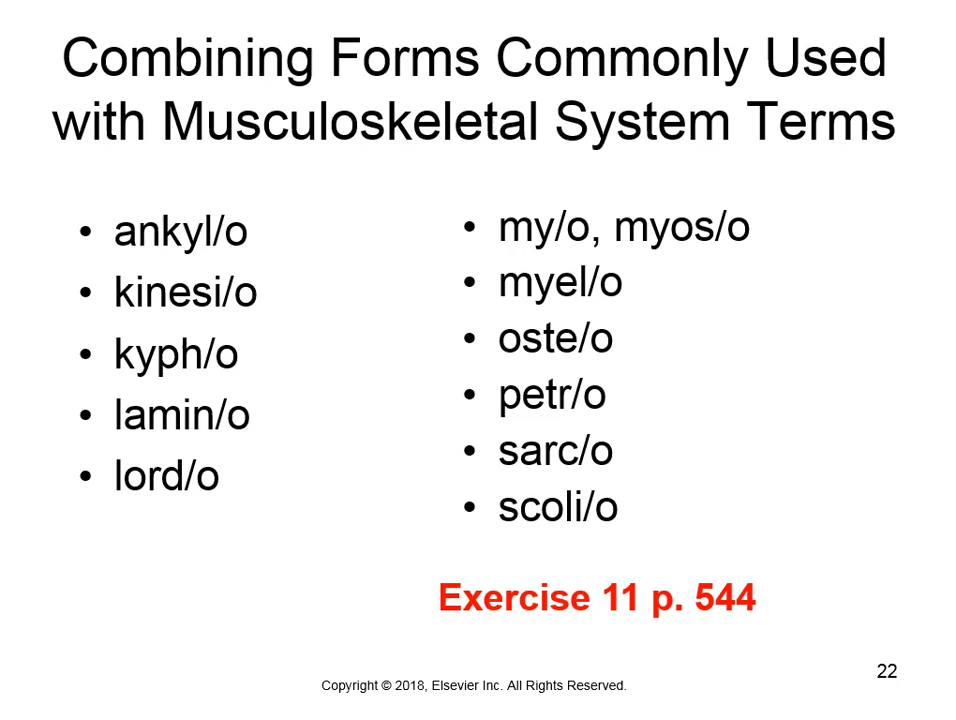 Combining Forms Commonly Used
with Musculoskeletal System Terms
• ankyl/o
• kinesi/o
• kyph/o
• lamin/o
• lord/o
• my/o, myos/o
• myel/o
• oste/o
• petr/o
• sarc/o
• scoli/o
Exercise 11 p. 544
22
Copyright © 2018, Elsevier Inc. All Rights Reserved.